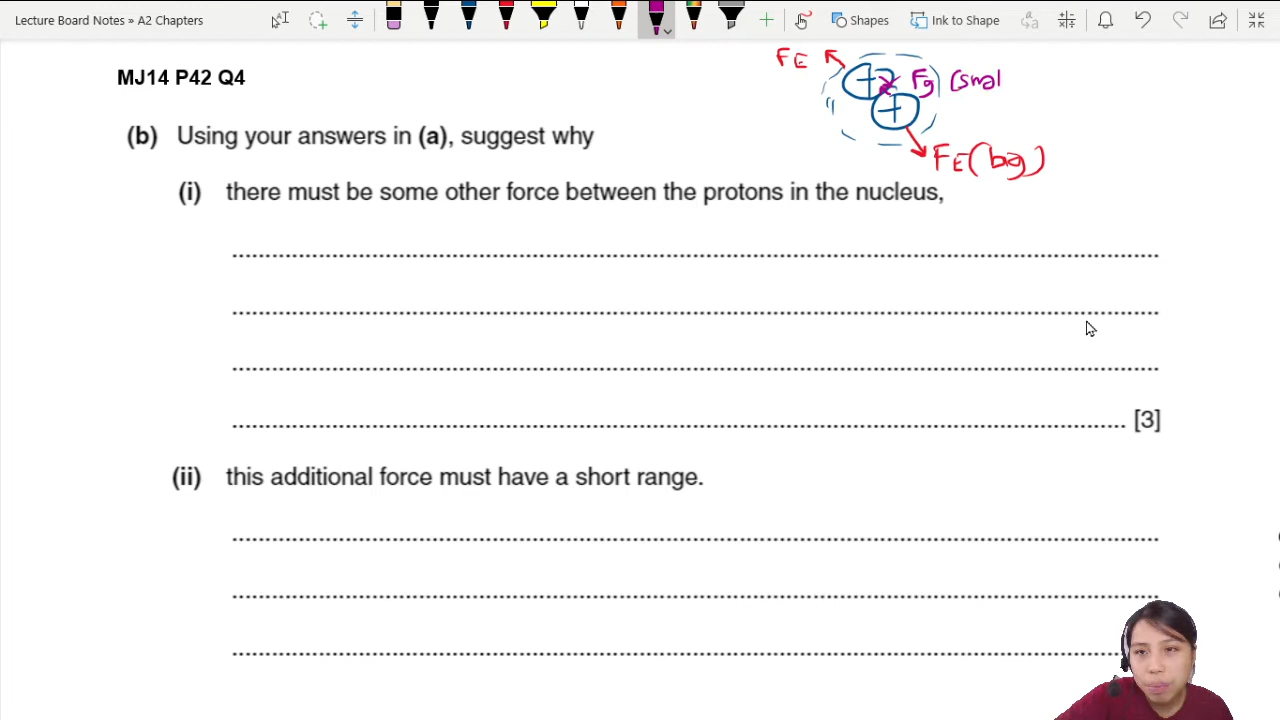 Lecture Board Notes » A2 Chapters
Shapes
Ink to Shape
MJ14 P42 Q4
FE
+
Fg (smal
+
FE (big)
(b) Using your answers in (a), suggest why
(i) there must be some other force between the protons in the nucleus,
[3]
(ii) this additional force must have a short range.